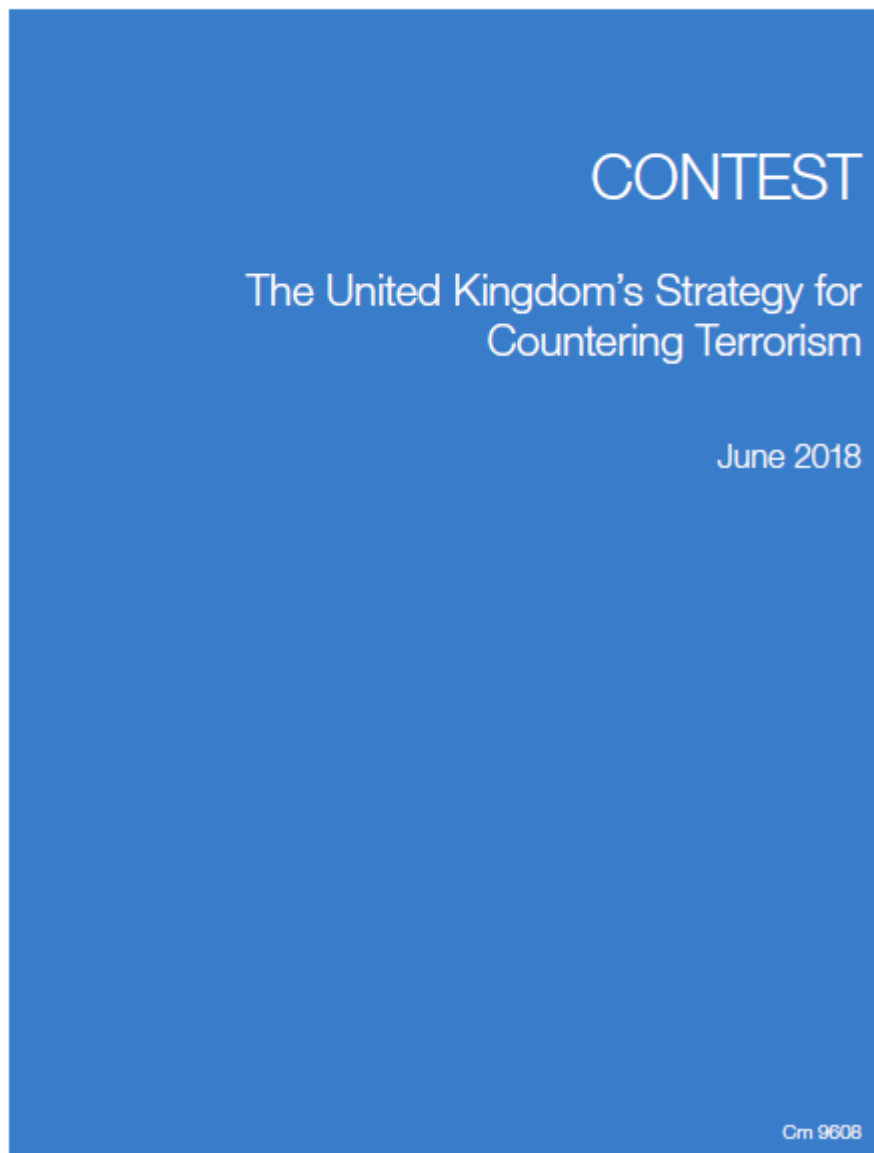 CONTEST
The United Kingdom's Strategy for
Countering Terrorism
June 2018
Cm 9608